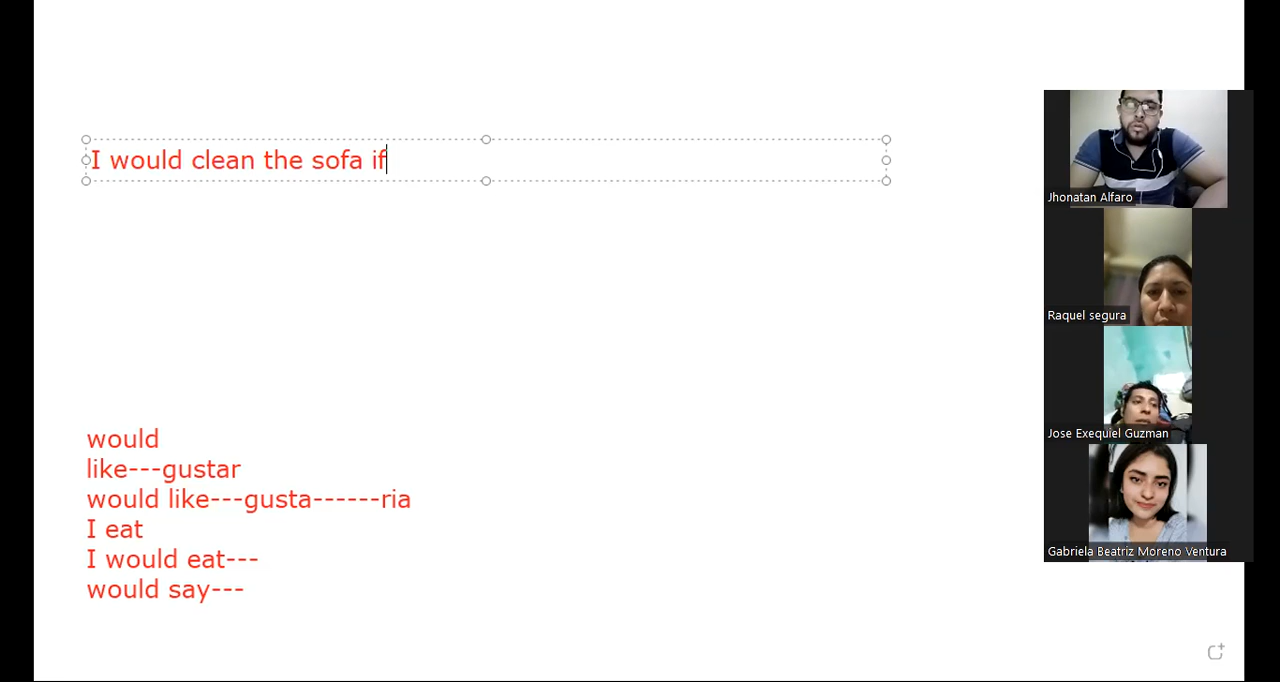 I would clean the sofa if
would
like---gustar
would like---gusta------ria
I eat
I would eat---
would say---
Jhonatan Alfaro
Raquel segura
Jose Exequiel Guzman
Gabriela Beatriz Moreno Ventura